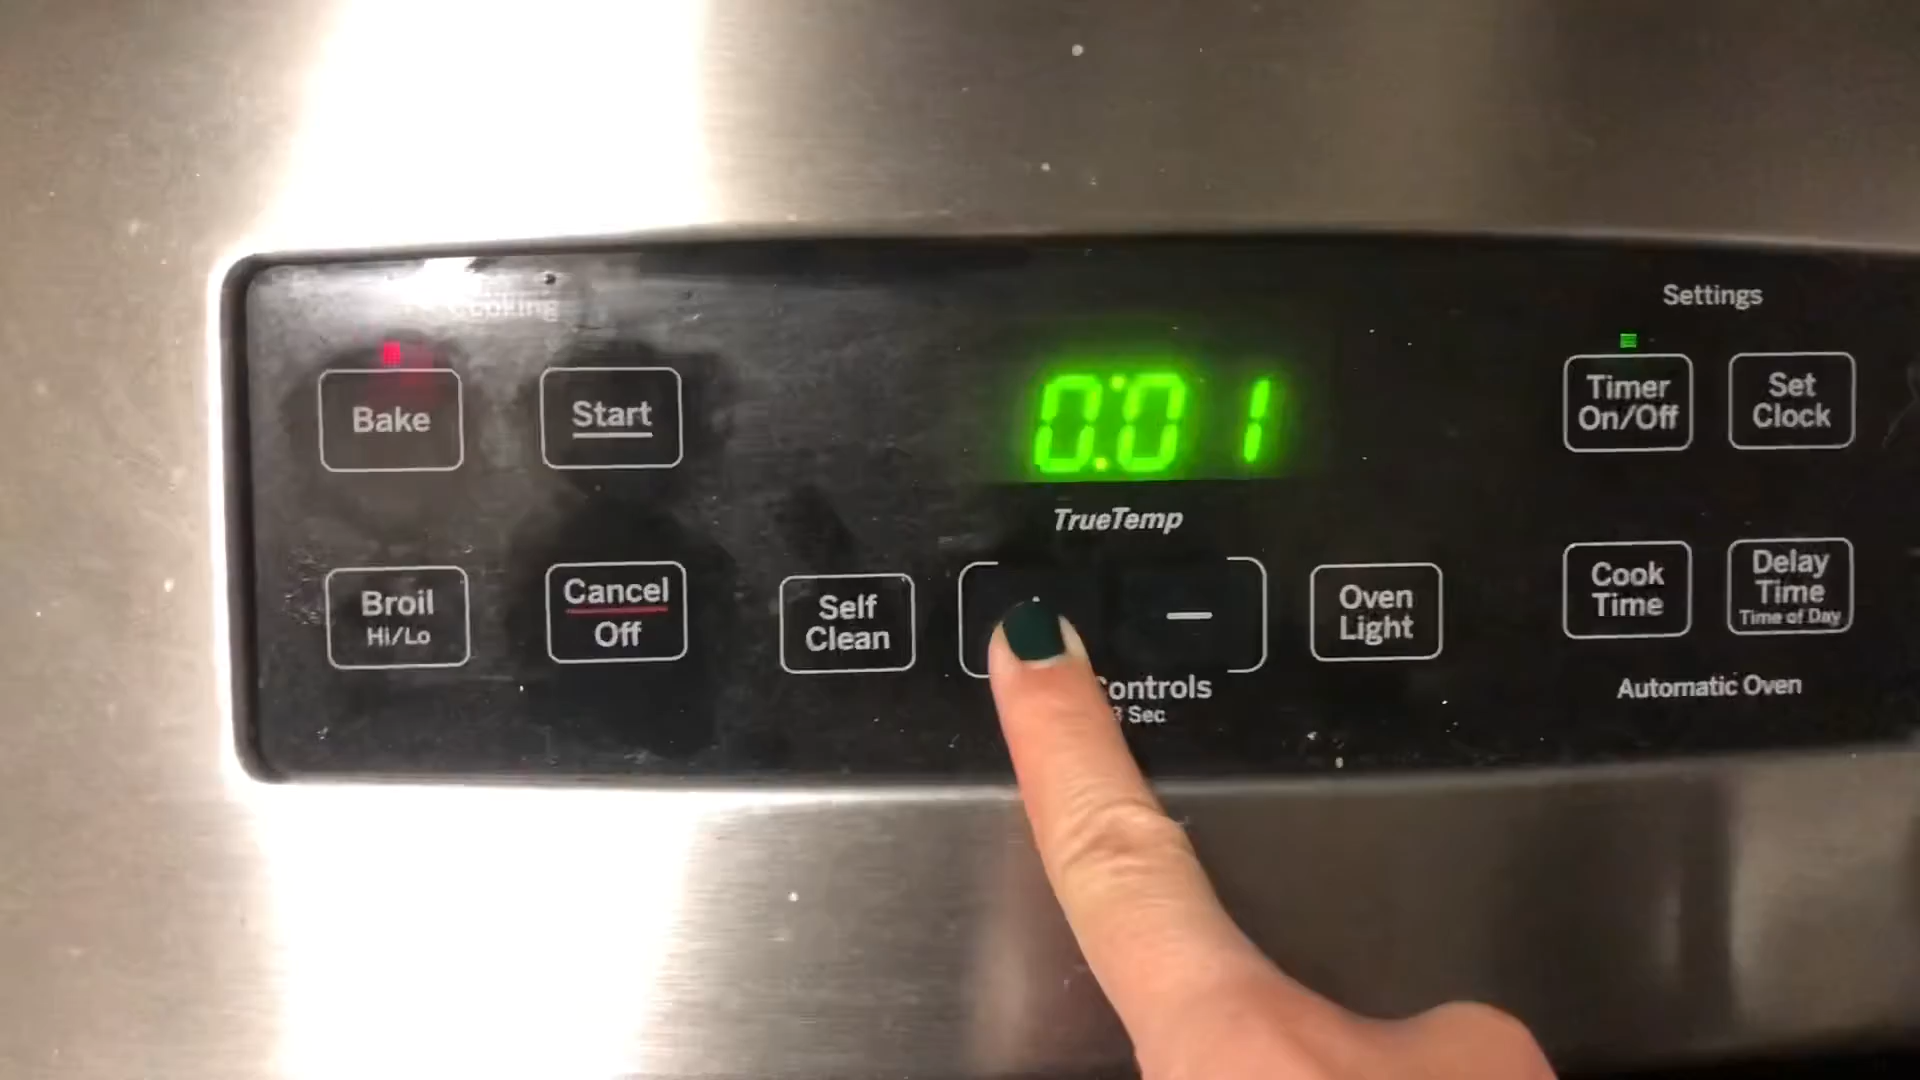 Cooking
Settings
Bake
Start
0:01
Timer
On/Off
Set
Clock
TrueTemp
Broil
Hi/Lo
Cancel
Off
Self
Clean
—
Oven
Light
Cook
Time
Delay
Time
Time of Day
ontrols
Sec
Automatic Oven